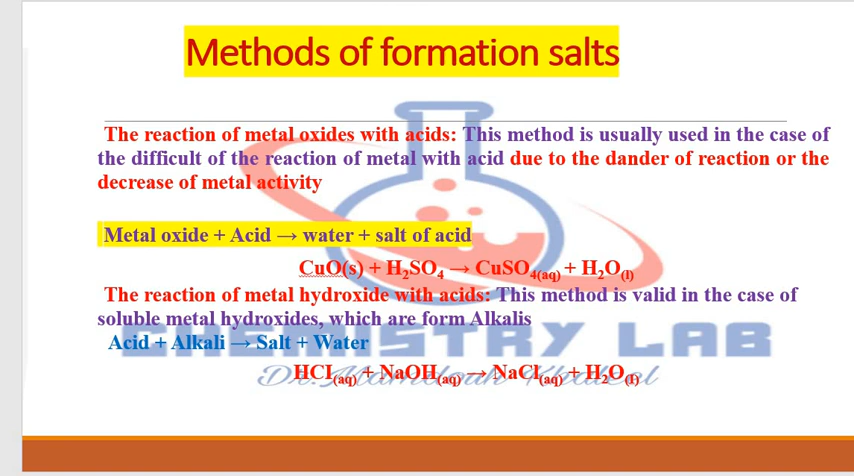 Methods of formation salts
The reaction of metal oxides with acids: This method is usually used in the case of
the difficult of the reaction of metal with acid due to the dander of reaction or the
decrease of metal activity
Metal oxide + Acid → water + salt of acid
CuO(s) + H₂SO₄ → CuSO₄(aq) + H₂O(l)
The reaction of metal hydroxide with acids: This method is valid in the case of
soluble metal hydroxides, which are form Alkalis
CHEMISTRY LAB
Acid + Alkali → Salt + Water
HCl(aq) + NaOH(aq) → NaCl(aq) + H₂O(l)
Dr. Mamdouh